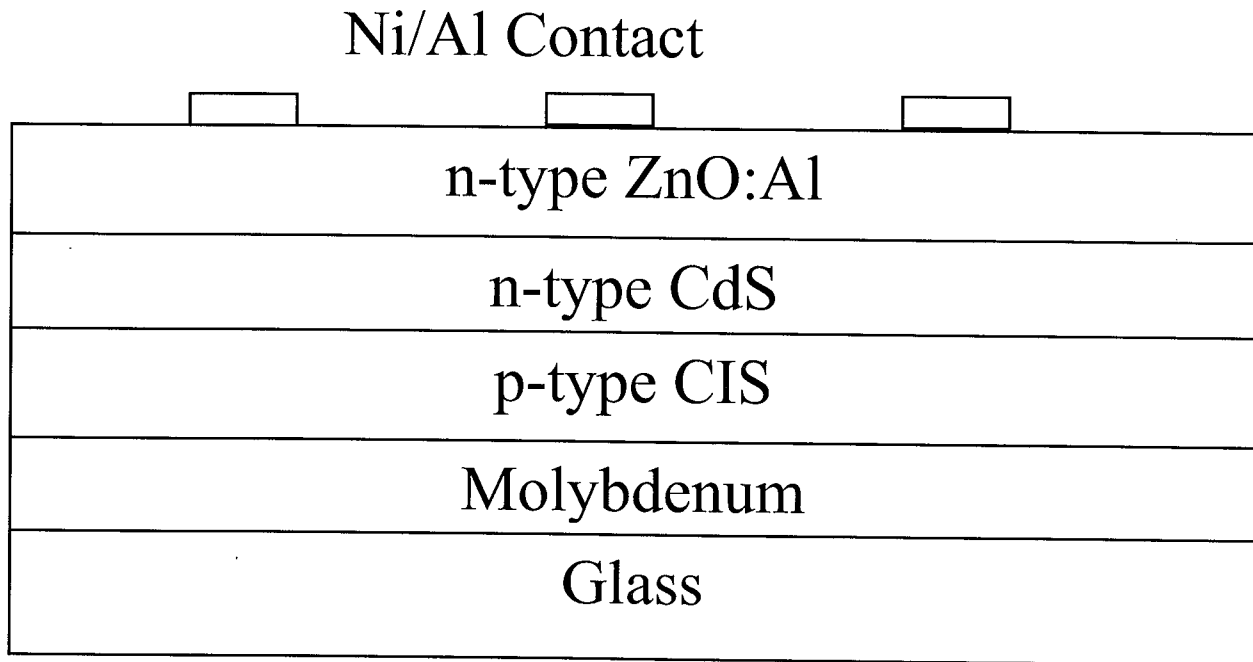 Ni/Al Contact
n-type ZnO:Al
n-type CdS
p-type CIS
Molybdenum
Glass